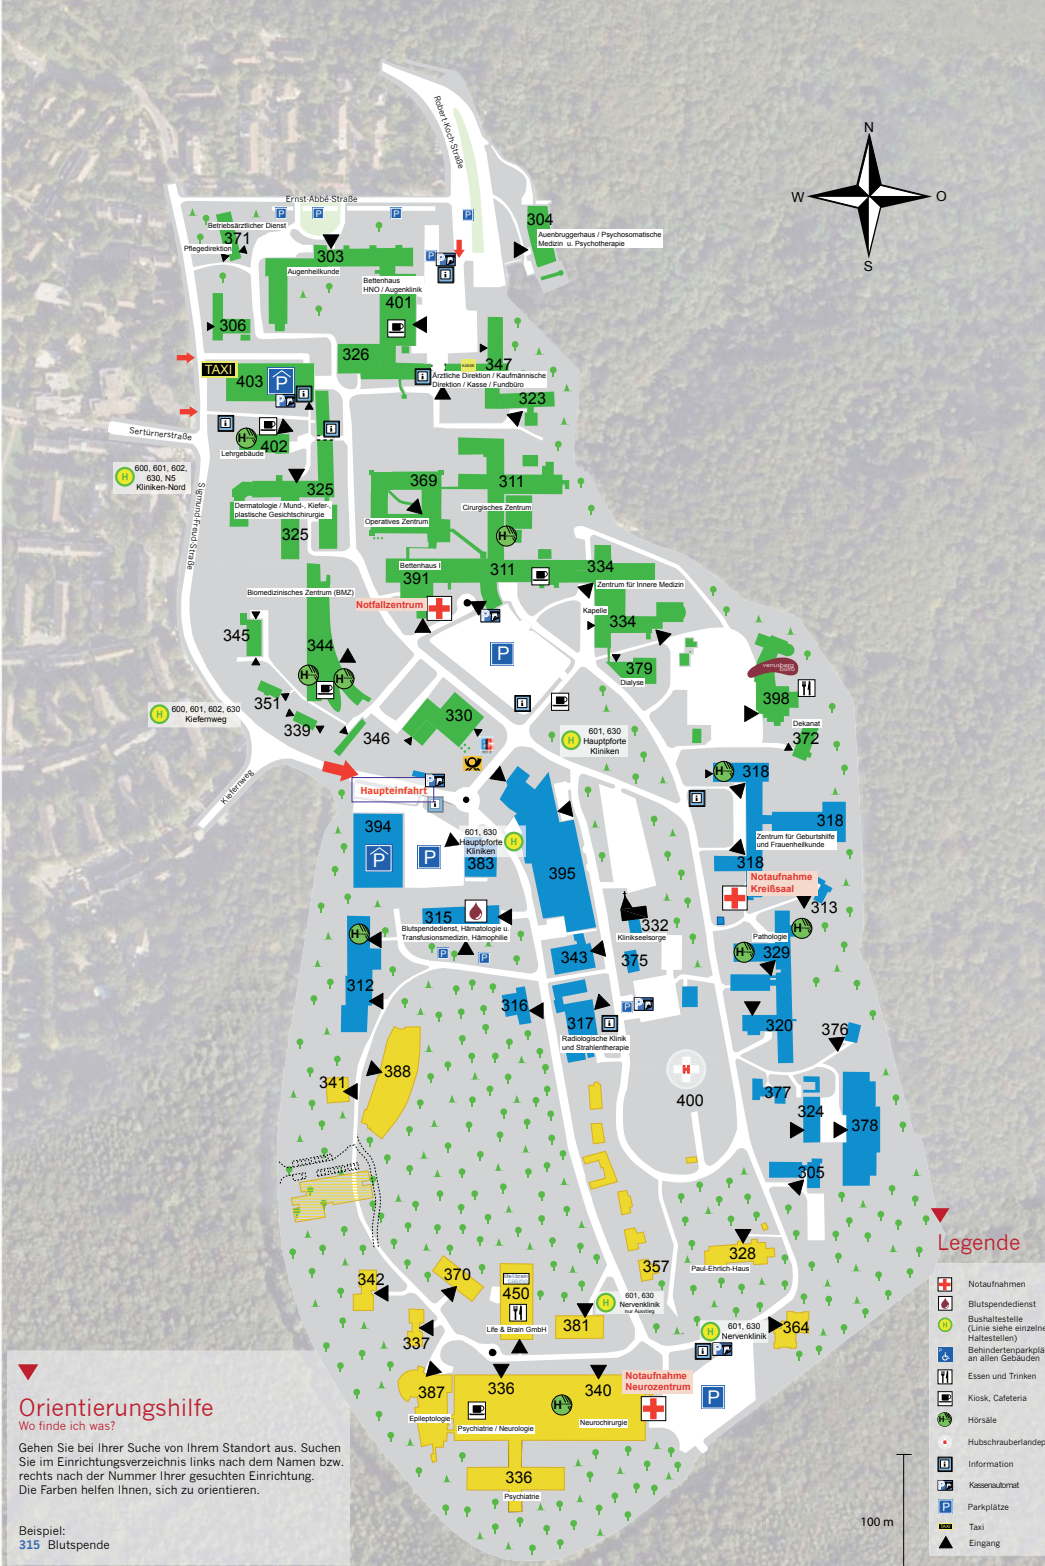 Robert-Koch-Straße
N
W
O
S
Ernst-Abbé-Straße
P
P
P
P
304
Auenbruggerhaus / Psychosomatische
Medizin u. Psychotherapie
Betriebsärztlicher Dienst
371
Pflegedirektion
303
Augenheilkunde
P
Bettenhaus
HNO / Augenklinik
401
306
326
347
KASSE
Ärztliche Direktion / Kaufmännische
Direktion / Kasse / Fundbüro
TAXI
403
P
323
Sertürnerstraße
H
402
Lehrgebäude
H
600, 601, 602,
630, N5
Kliniken-Nord
Sigmund-Freud-Straße
325
Dermatologie / Mund-, Kiefer-,
plastische Gesichtschirurgie
325
369
Operatives Zentrum
311
Cirurgisches Zentrum
H
Bettenhaus I
391
311
334
Zentrum für Innere Medizin
Biomedizinisches Zentrum (BMZ)
Notfallzentrum
Kapelle
334
345
344
H
H
P
379
Dialyse
venusberg
398
351
339
346
330
H
600, 601, 602, 630
Kiefernweg
H
601, 630
Hauptpforte
Kliniken
Dekanat
372
Kiefernweg
Haupteinfahrt
H
318
318
Zentrum für Geburtshilfe
und Frauenheilkunde
318
394
P
P
601, 630
Hauptpforte
Kliniken
H
383
395
Notaufnahme
Kreißsaal
313
315
Blutspendedienst, Hämatologie u.
Transfusionsmedizin, Hämophilie
P
P
332
Klinikseelsorge
H
312
343
375
Pathologie
H
329
H
316
317
P
Radiologische Klinik
und Strahlentherapie
320
376
388
341
H
400
377
324
378
305
357
328
Paul-Ehrlich-Haus
342
370
450
Life & Brain GmbH
H
601, 630
Nervenklinik
nur Ausstieg
381
H
601, 630
Nervenklinik
364
337
387
Epileptologie
336
340
H
Psychiatrie / Neurologie
Neurochirurgie
Notaufnahme
Neurozentrum
P
336
Psychiatrie
100 m
Orientierungshilfe
Wo finde ich was?
Gehen Sie bei Ihrer Suche von Ihrem Standort aus. Suchen
Sie im Einrichtungsverzeichnis links nach dem Namen bzw.
rechts nach der Nummer Ihrer gesuchten Einrichtung.
Die Farben helfen Ihnen, sich zu orientieren.
Beispiel:
315 Blutspende
Legende
Notaufnahmen
Blutspendedienst
H Bushaltestelle
(Linie siehe einzelne
Haltestellen)
Behindertenparkplä
an allen Gebäuden
Essen und Trinken
Kiosk, Cafeteria
H Hörsäle
Hubschrauberlandep
Information
Kassenautomat
P Parkplätze
TAXI Taxi
Eingang